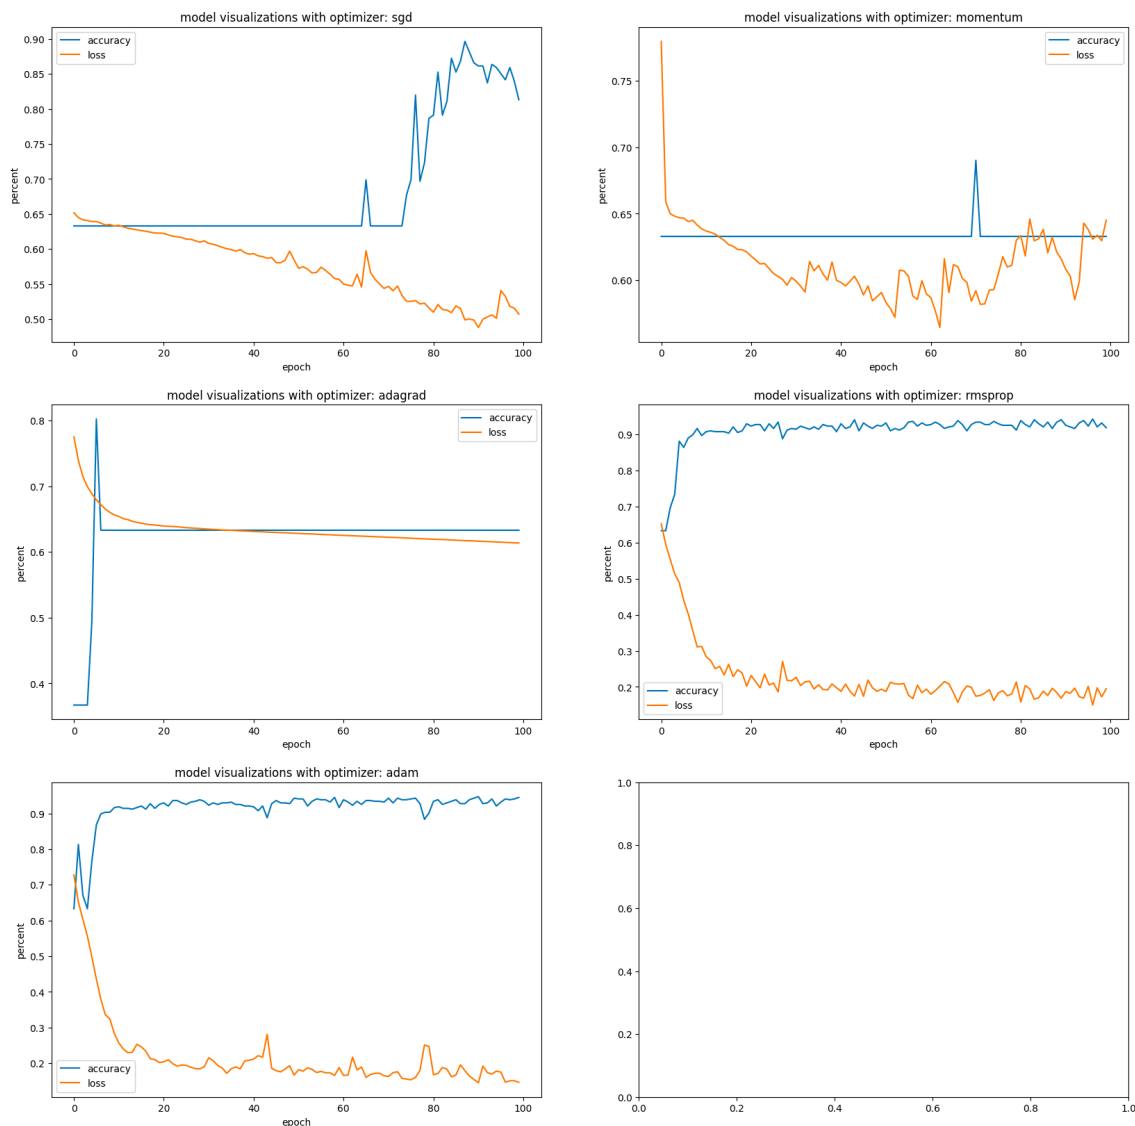 model visualizations with optimizer: sgd
accuracy
loss
percent
0.90
0.85
0.80
0.75
0.70
0.65
0.60
0.55
0.50
0 20 40 60 80 100
epoch
model visualizations with optimizer: momentum
accuracy
loss
percent
0.75
0.70
0.65
0.60
0 20 40 60 80 100
epoch
model visualizations with optimizer: adagrad
accuracy
loss
percent
0.8
0.7
0.6
0.5
0.4
0 20 40 60 80 100
epoch
model visualizations with optimizer: rmsprop
percent
0.9
0.8
0.7
0.6
0.5
0.4
0.3
0.2
accuracy
loss
0 20 40 60 80 100
epoch
model visualizations with optimizer: adam
percent
0.9
0.8
0.7
0.6
0.5
0.4
0.3
0.2
accuracy
loss
0 20 40 60 80 100
epoch
1.0
0.8
0.6
0.4
0.2
0.0
0.0 0.2 0.4 0.6 0.8 1.0